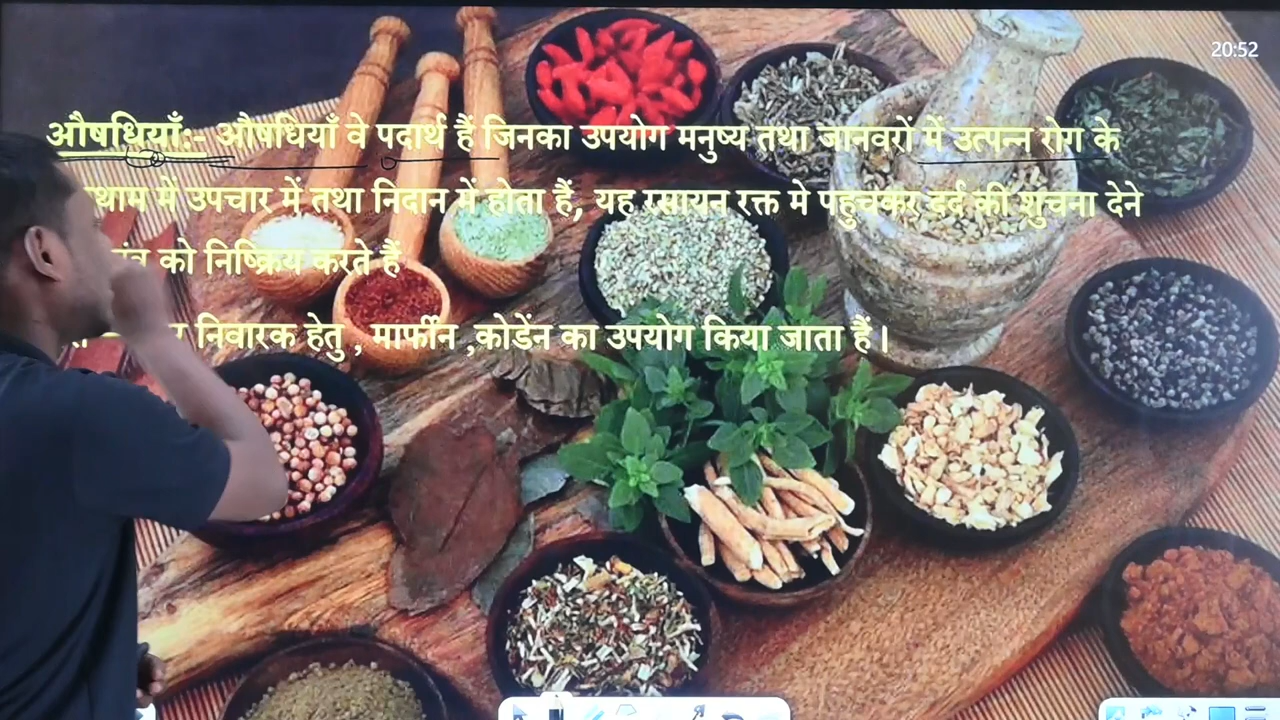 20:52
औषधियाँ:- औषधियाँ वे पदार्थ हैं जिनका उपयोग मनुष्य तथा जानवरों में उत्पन्न रोग के
में उपचार में तथा निदान में होता हैं, यह रसायन रक्त मे पहुचकर दर्द की शुचना देने
को निष्क्रिय करते हैं
निवारक हेतु , मार्फीन ,कोडेंन का उपयोग किया जाता हैं।